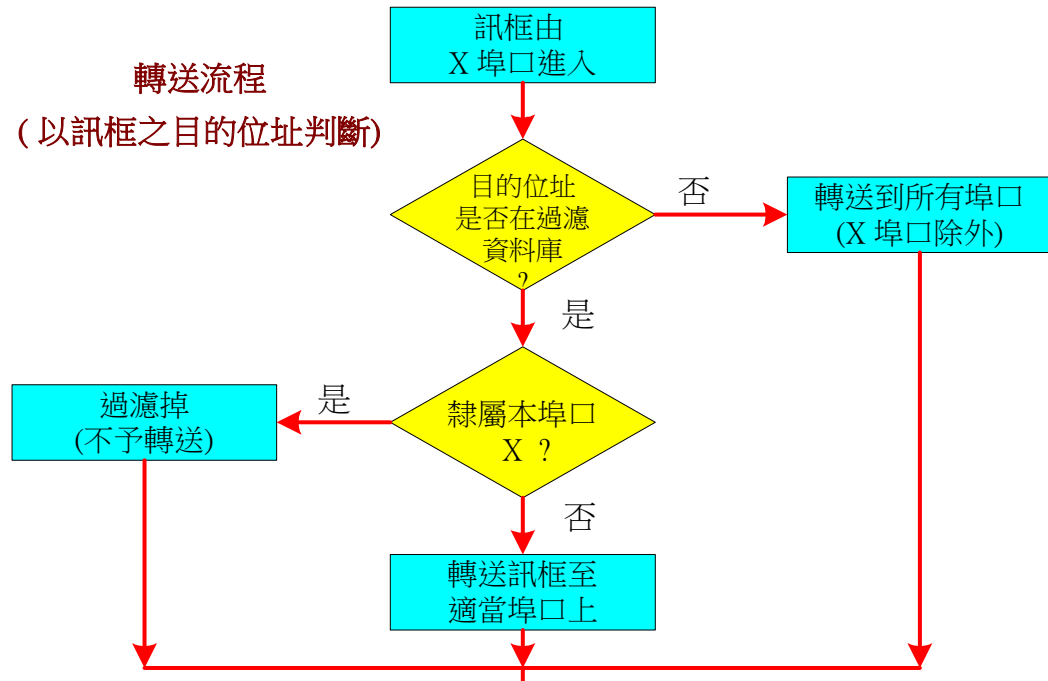 訊框由
X 埠口進入
轉送流程
( 以訊框之目的位址判斷)
目的位址
是否在過濾
資料庫
?
否
轉送到所有埠口
(X 埠口除外)
是
隸屬本埠口
X ?
是
過濾掉
(不予轉送)
否
轉送訊框至
適當埠口上